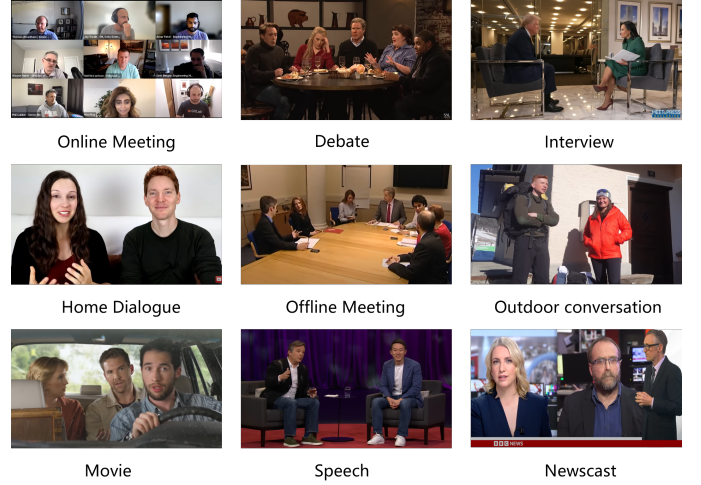 Online Meeting
Debate
Interview
Home Dialogue
Offline Meeting
Outdoor conversation
BBC NEWS
Movie
Speech
Newscast